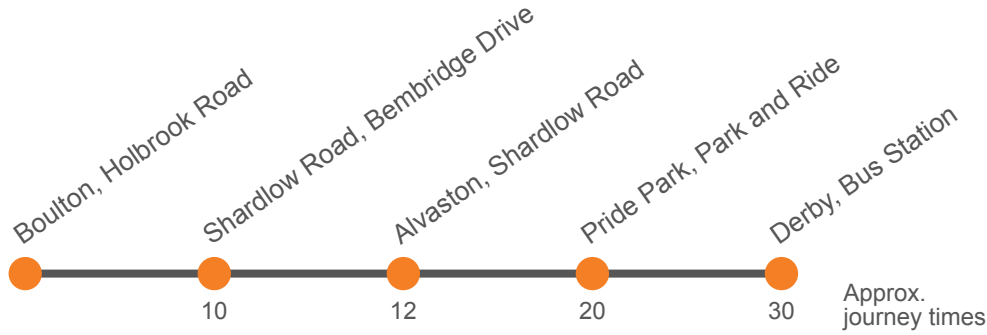 Boulton, Holbrook Road
Shardlow Road, Bembridge Drive
Alvaston, Shardlow Road
Pride Park, Park and Ride
Derby, Bus Station
10
12
20
30
Approx.
journey times